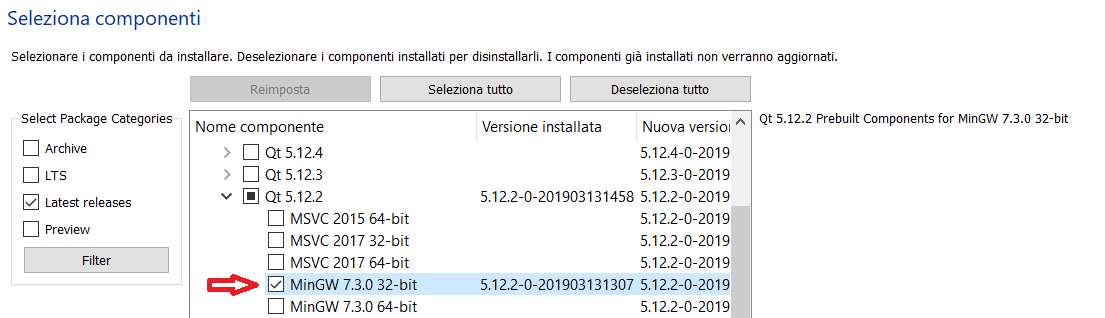 Seleziona componenti
Selezionare i componenti da installare. Deselezionare i componenti installati per disinstallarli. I componenti già installati non verranno aggiornati.
Reimposta Seleziona tutto Deseleziona tutto
Select Package Categories
Archive
LTS
Latest releases
Preview
Filter
Nome componente Versione installata Nuova version
Qt 5.12.4 5.12.4-0-2019
Qt 5.12.3 5.12.3-0-2019
Qt 5.12.2 5.12.2-0-201903131458 5.12.2-0-2019
MSVC 2015 64-bit 5.12.2-0-2019
MSVC 2017 32-bit 5.12.2-0-2019
MSVC 2017 64-bit 5.12.2-0-2019
MinGW 7.3.0 32-bit 5.12.2-0-201903131307 5.12.2-0-2019
MinGW 7.3.0 64-bit 5.12.2-0-2019
Qt 5.12.2 Prebuilt Components for MinGW 7.3.0 32-bit